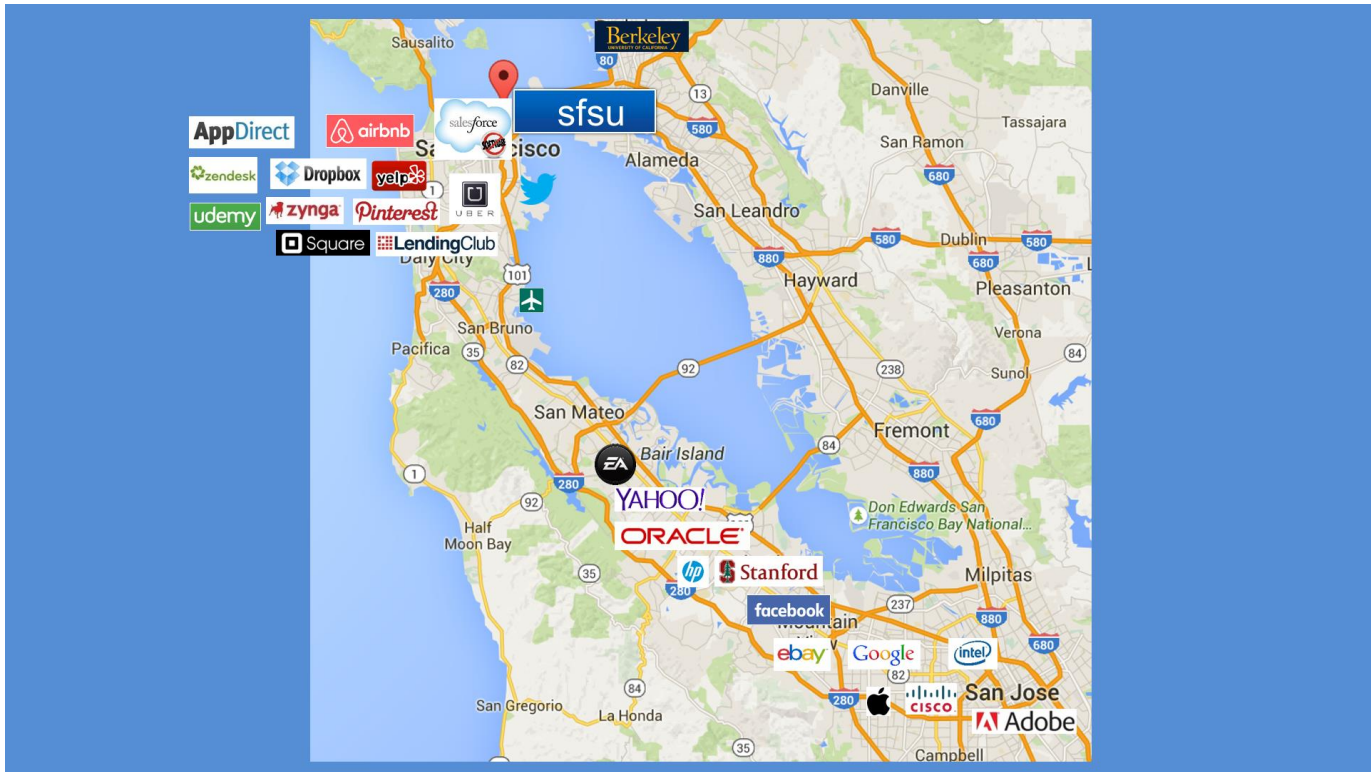 Berkeley
UNIVERSITY OF CALIFORNIA
Sausalito
80
13
Danville
sfsu
salesforce
SOFTWARE
AppDirect
airbnb
580
Tassajara
San Ramon
Alameda
zendesk
Dropbox
yelp
680
1
UBER
udemy
zynga
Pinterest
San Leandro
Square
LendingClub
Daly City
880
580
Dublin
580
680
101
Hayward
Pleasanton
280
San Bruno
Verona
Pacifica
35
82
92
238
Sunol
84
San Mateo
680
Fremont
EA
Bair Island
84
1
280
880
92
YAHOO!
Don Edwards San
Francisco Bay National...
Half
Moon Bay
ORACLE
hp
Stanford
35
280
Milpitas
facebook
237
880
ebay
Google
intel
680
82
84
280
CISCO
San Jose
San Gregorio
La Honda
Adobe
35
Campbell